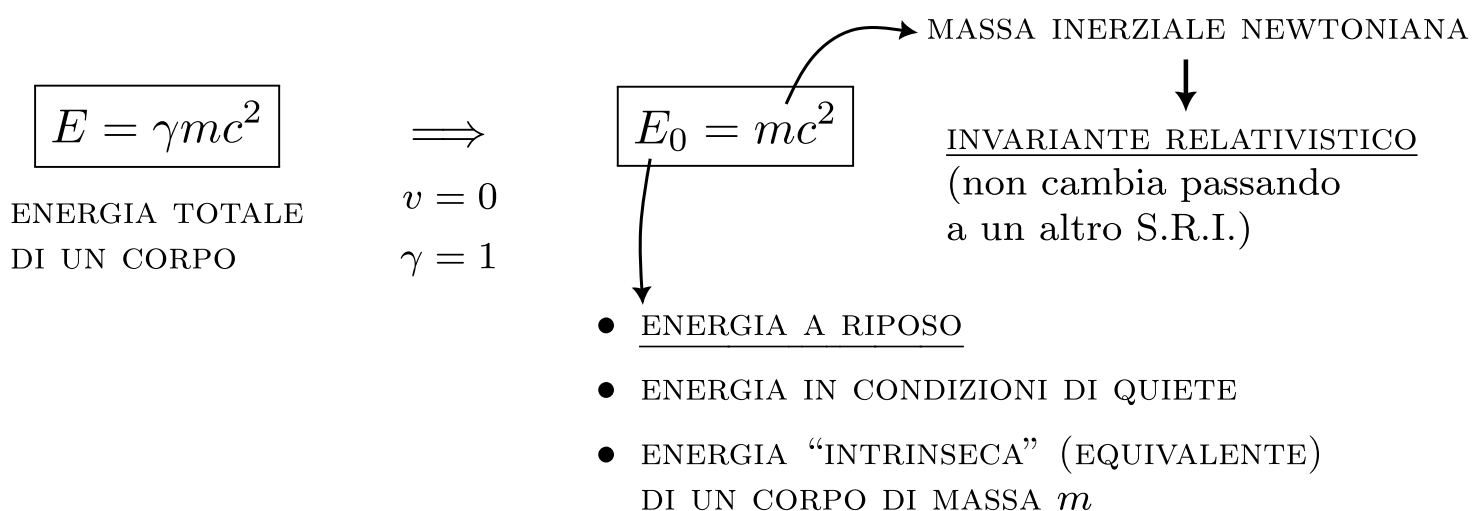 E = γmc²
ENERGIA TOTALE
DI UN CORPO
⟹
v = 0
γ = 1
E₀ = mc²
MASSA INERZIALE NEWTONIANA
INVARIANTE RELATIVISTICO
(non cambia passando
a un altro S.R.I.)
• ENERGIA A RIPOSO
• ENERGIA IN CONDIZIONI DI QUIETE
• ENERGIA “INTRINSECA” (EQUIVALENTE)
DI UN CORPO DI MASSA m